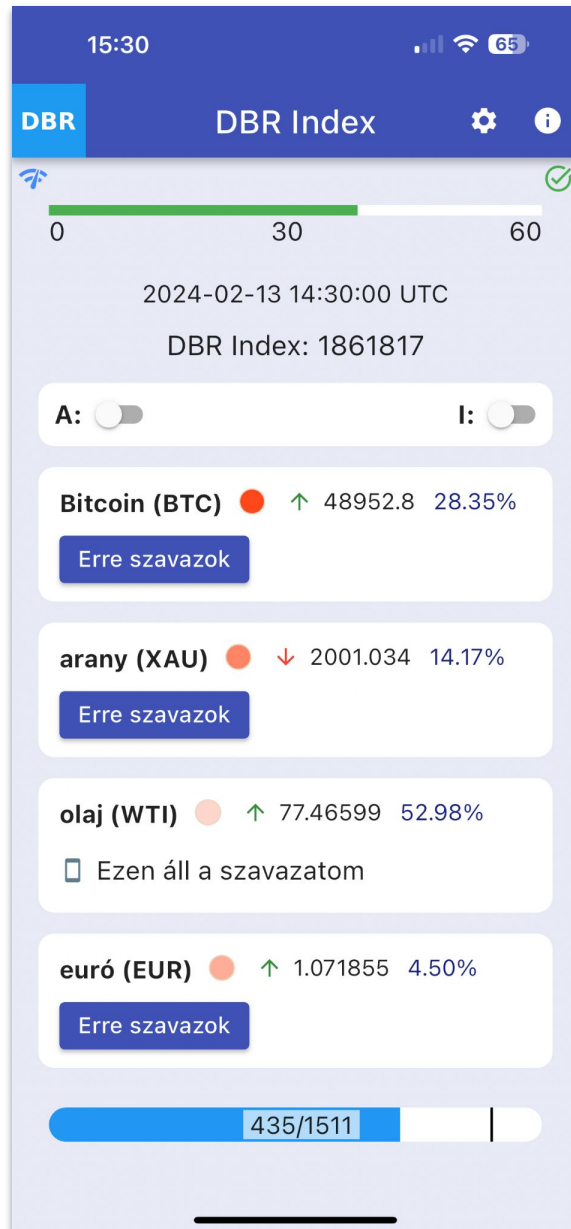 15:30 65
DBR DBR Index
0 30 60
2024-02-13 14:30:00 UTC
DBR Index: 1861817
A: I:
Bitcoin (BTC) 48952.8 28.35%
Erre szavazok
arany (XAU) 2001.034 14.17%
Erre szavazok
olaj (WTI) 77.46599 52.98%
Ezen áll a szavazatom
euró (EUR) 1.071855 4.50%
Erre szavazok
435/1511